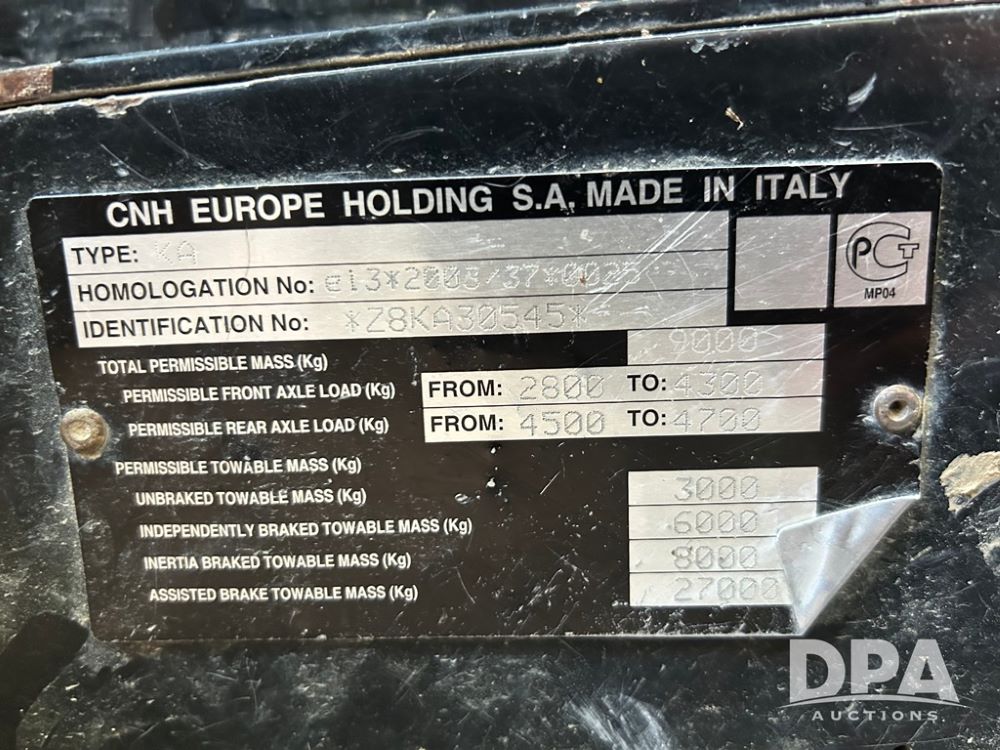 CNH EUROPE HOLDING S.A. MADE IN ITALY
TYPE: KA
HOMOLOGATION No: e13*2003/37*0025
IDENTIFICATION No: *Z8KA30545*
PCT
MP04
TOTAL PERMISSIBLE MASS (Kg) 9000
PERMISSIBLE FRONT AXLE LOAD (Kg) FROM: 2800 TO: 4300
PERMISSIBLE REAR AXLE LOAD (Kg) FROM: 4500 TO: 4700
PERMISSIBLE TOWABLE MASS (Kg)
UNBRAKED TOWABLE MASS (Kg) 3000
INDEPENDENTLY BRAKED TOWABLE MASS (Kg) 6000
INERTIA BRAKED TOWABLE MASS (Kg) 8000
ASSISTED BRAKE TOWABLE MASS (Kg) 27000
DPA
AUCTIONS